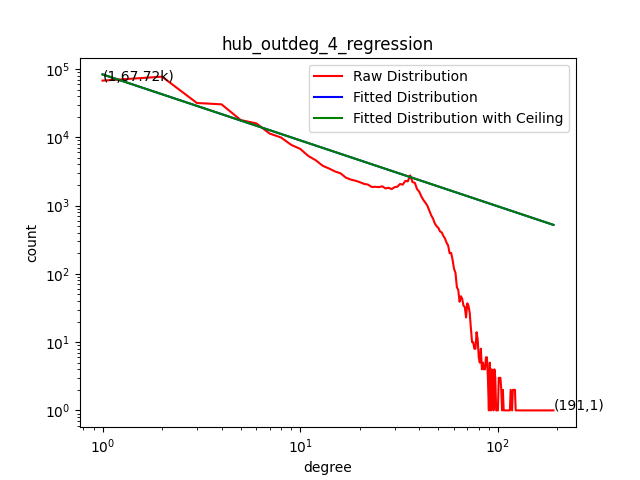 hub_outdeg_4_regression
(1,67.72k)
Raw Distribution
Fitted Distribution
Fitted Distribution with Ceiling
10^5
10^4
10^3
10^2
10^1
10^0
count
(191,1)
10^0 10^1 10^2
degree